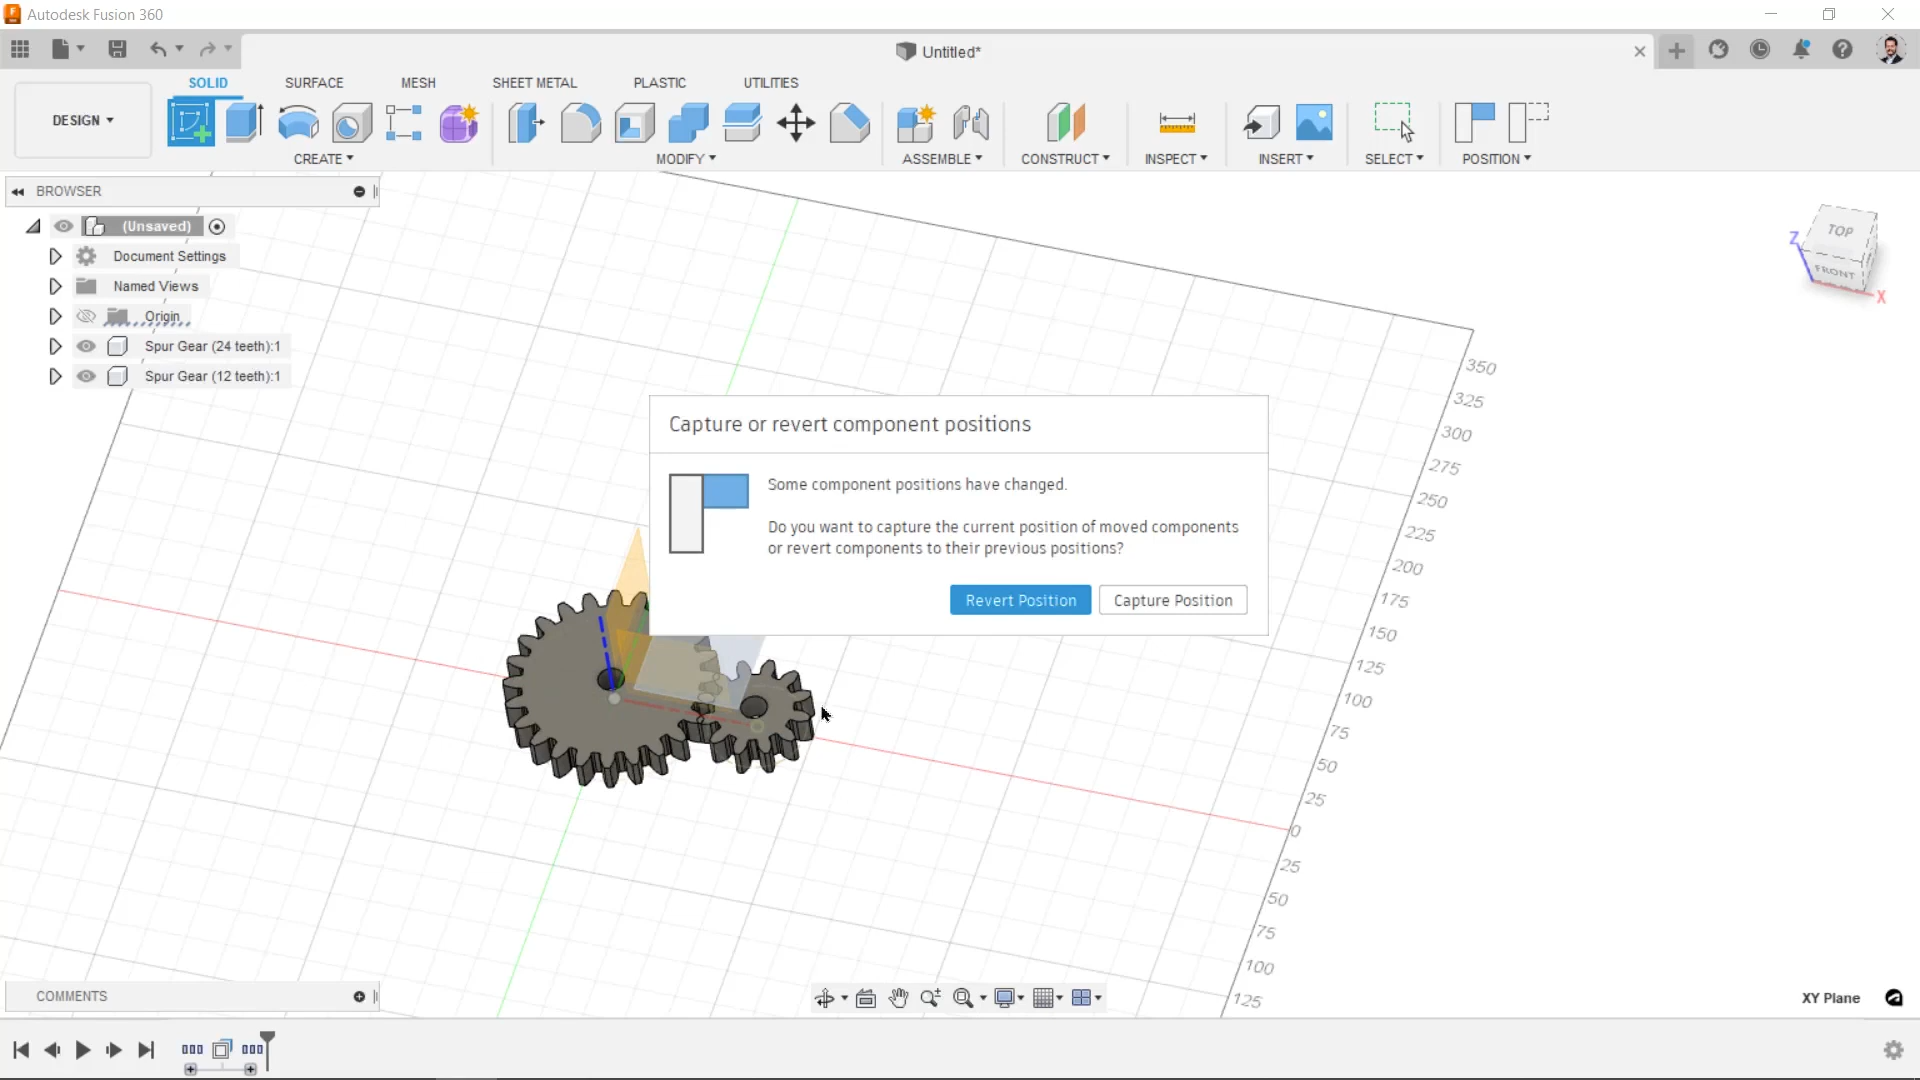 Autodesk Fusion 360
Untitled*
SOLID SURFACE MESH SHEET METAL PLASTIC UTILITIES
DESIGN
CREATE MODIFY ASSEMBLE CONSTRUCT INSPECT INSERT SELECT POSITION
BROWSER
(Unsaved)
Document Settings
Named Views
Origin
Spur Gear (24 teeth):1
Spur Gear (12 teeth):1
TOP
FRONT
Z
X
Capture or revert component positions
Some component positions have changed.
Do you want to capture the current position of moved components
or revert components to their previous positions?
Revert Position Capture Position
350
325
300
275
250
225
200
175
150
125
100
75
50
25
0
25
50
75
100
125
COMMENTS
XY Plane